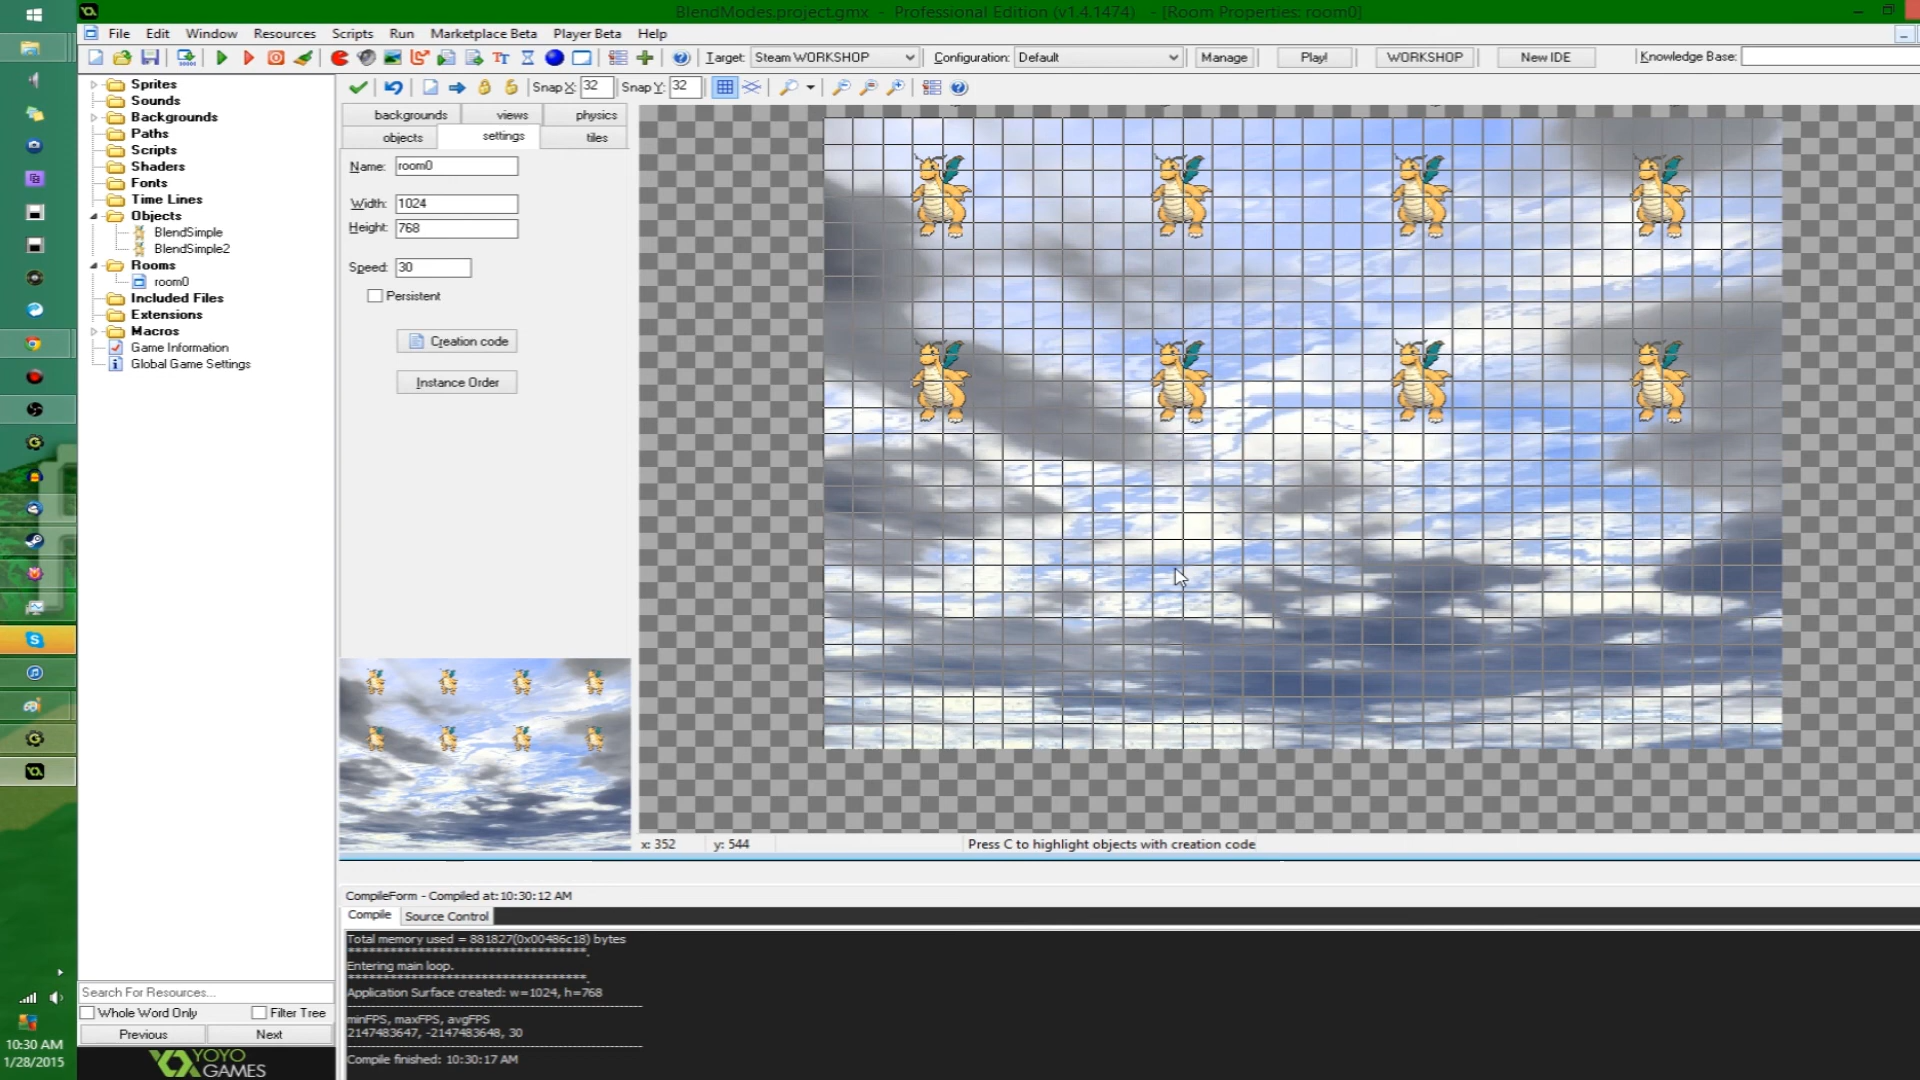 BlendModes.project.gmx - Professional Edition (v1.4.1474) - [Room Properties: room0]
File Edit Window Resources Scripts Run Marketplace Beta Player Beta Help
Target: Steam WORKSHOP Configuration: Default Manage Play! WORKSHOP New IDE Knowledge Base:
Snap X: 32 Snap Y: 32
Sprites
Sounds
Backgrounds
Paths
Scripts
Shaders
Fonts
Time Lines
Objects
BlendSimple
BlendSimple2
Rooms
room0
Included Files
Extensions
Macros
Game Information
Global Game Settings
backgrounds views physics
objects settings tiles
Name: room0
Width: 1024
Height: 768
Speed: 30
Persistent
Creation code
Instance Order
x: 352 y: 544 Press C to highlight objects with creation code
CompileForm - Compiled at: 10:30:12 AM
Compile Source Control
Total memory used = 881827(0x00486c18) bytes
***********************************.
Entering main loop.
***********************************.
Application Surface created: w=1024, h=768
minFPS, maxFPS, avgFPS
2147483647, -2147483648, 30
Compile finished: 10:30:17 AM
Search For Resources...
Whole Word Only Filter Tree
Previous Next
YOYO
GAMES
10:30 AM
1/28/2015